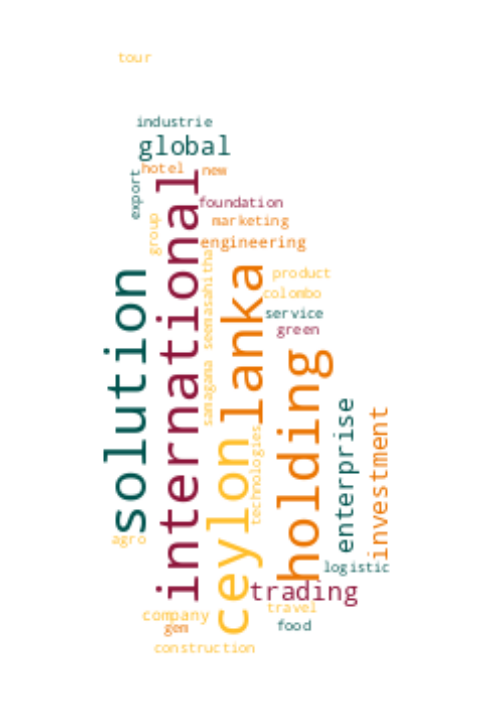 tour
industrie
global
hotel
new
export
international
foundation
group
marketing
engineering
samagama seemasahitha
solution
lanka
product
colombo
service
green
holding
enterprise
investment
ceylon
technologies
agro
logistic
trading
travel
company
gem
food
construction